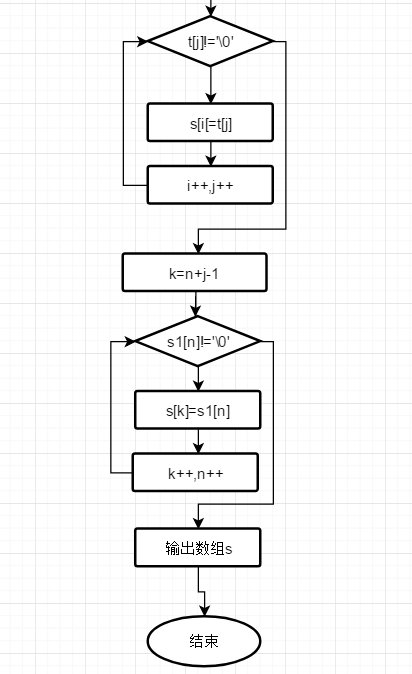 t[j]!='\0'
s[i[=t[j]
i++,j++
k=n+j-1
s1[n]!='\0'
s[k]=s1[n]
k++,n++
输出数组s
结束